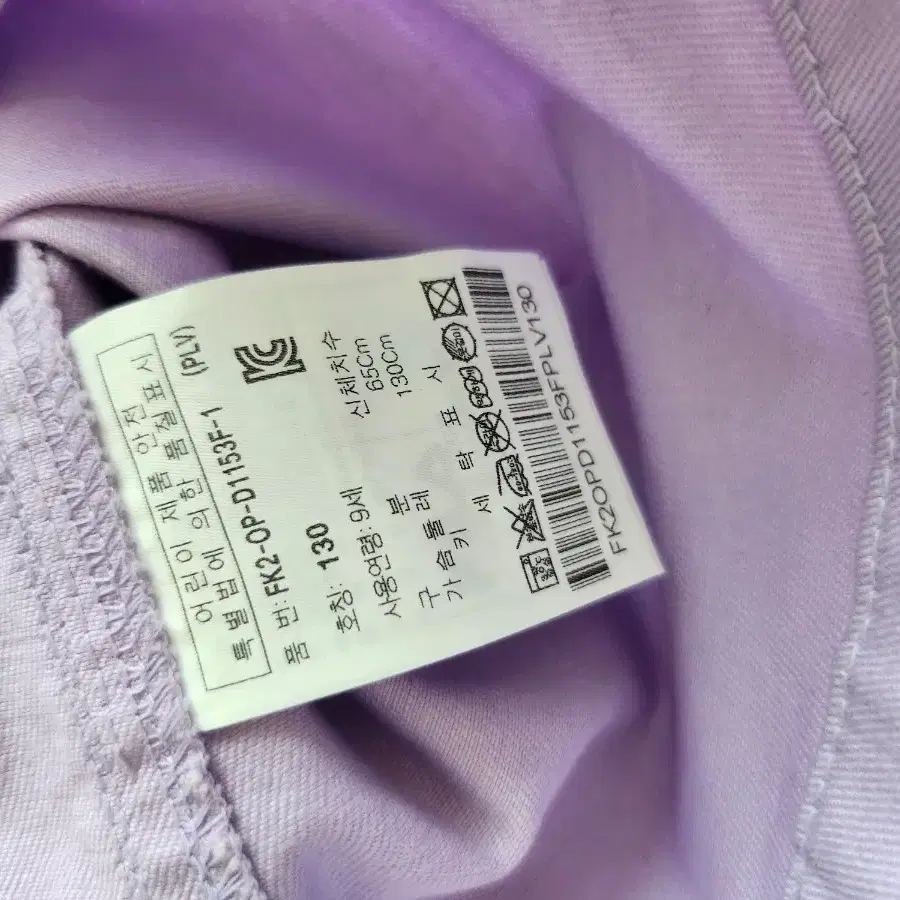 어린이 제품 안전
특별법에 의한 품질 표시
품 번: FK2-OP-D1153F-1 (PLV)
호칭: 130
사용연령: 9세
구 분 신체치수
가슴둘레 65Cm
키 130Cm
세 탁 표 시
FK2OPD1153FPLV130